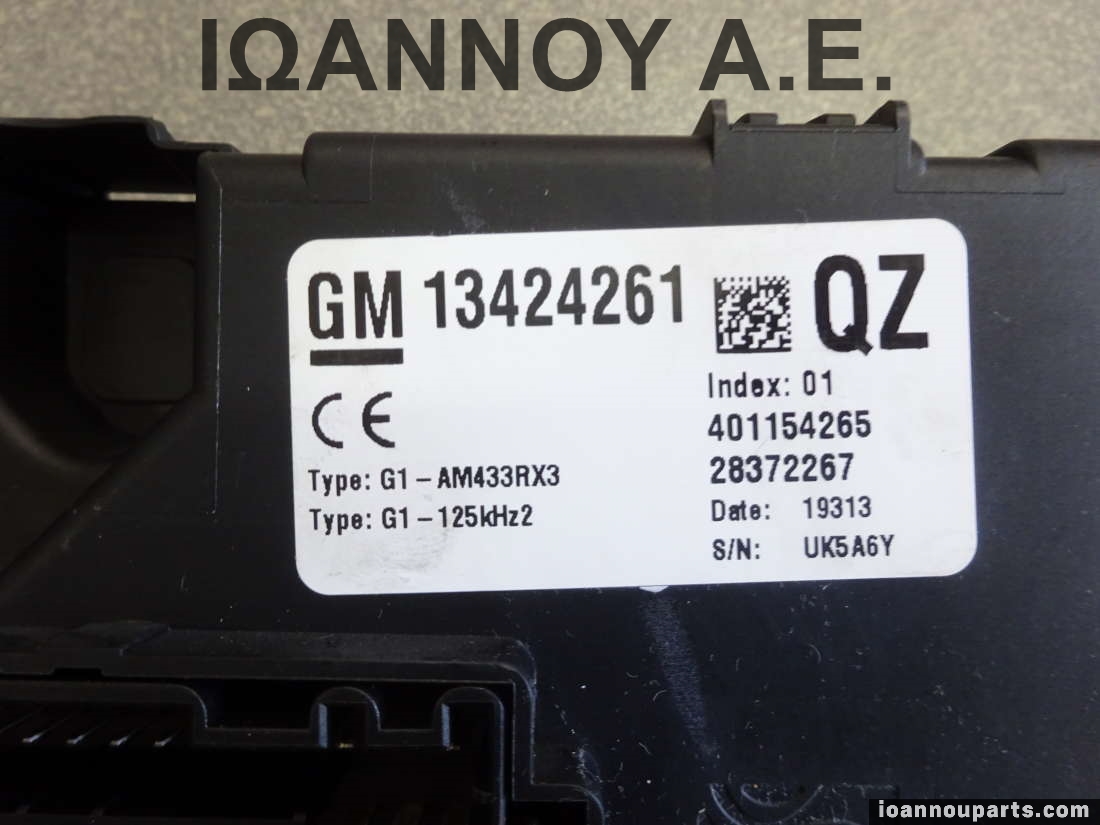 ΙΩΑΝΝΟΥ Α.Ε.
GM 13424261 QZ
Index: 01
CE
401154265
28372267
Type: G1-AM433RX3
Type: G1-125kHz2
Date: 19313
S/N: UK5A6Y
ioannouparts.com